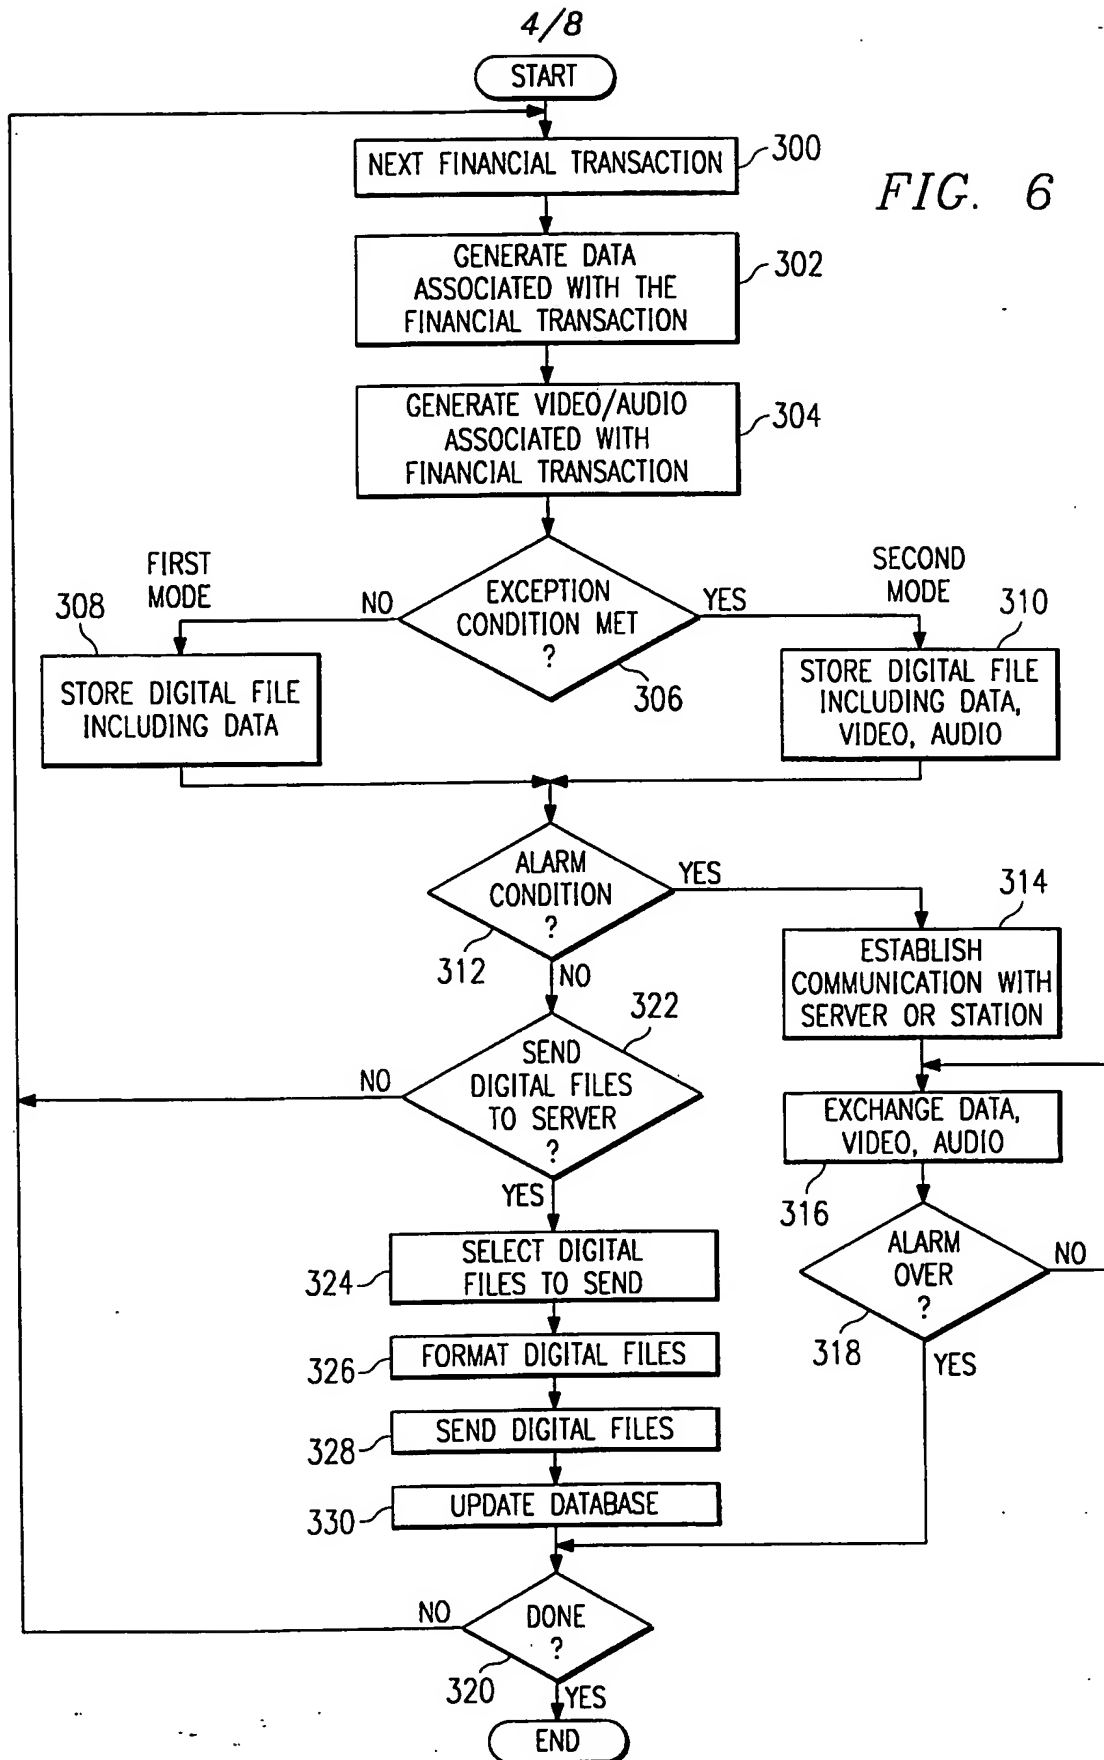 4/8
START
NEXT FINANCIAL TRANSACTION
300
FIG. 6
GENERATE DATA
ASSOCIATED WITH THE
FINANCIAL TRANSACTION
302
GENERATE VIDEO/AUDIO
ASSOCIATED WITH
FINANCIAL TRANSACTION
304
FIRST
MODE
NO
EXCEPTION
CONDITION MET
?
306
YES
SECOND
MODE
308
STORE DIGITAL FILE
INCLUDING DATA
310
STORE DIGITAL FILE
INCLUDING DATA,
VIDEO, AUDIO
ALARM
CONDITION
?
312
YES
NO
314
ESTABLISH
COMMUNICATION WITH
SERVER OR STATION
322
SEND
DIGITAL FILES
TO SERVER
?
NO
YES
EXCHANGE DATA,
VIDEO, AUDIO
316
ALARM
OVER
?
NO
318
YES
324
SELECT DIGITAL
FILES TO SEND
326
FORMAT DIGITAL FILES
328
SEND DIGITAL FILES
330
UPDATE DATABASE
NO
DONE
?
320
YES
END